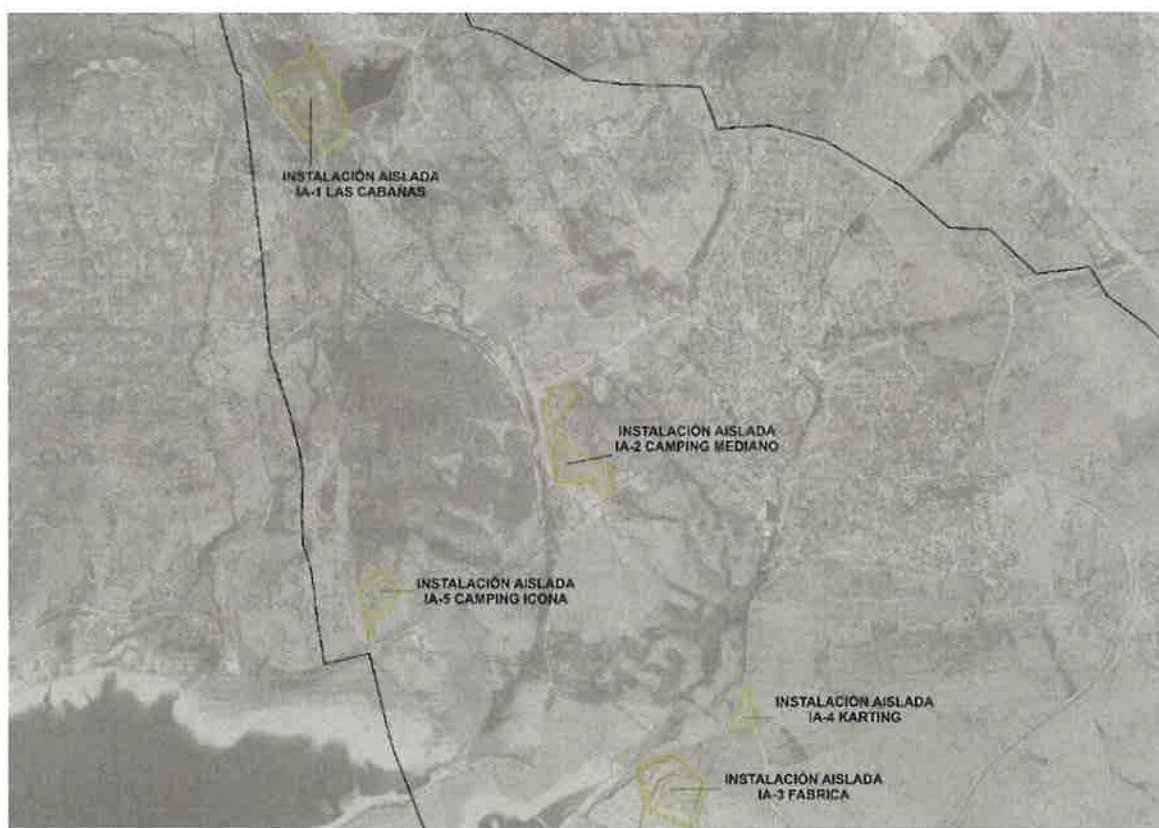 INSTALACIÓN AISLADA
IA-1 LAS CABAÑAS
INSTALACIÓN AISLADA
IA-2 CAMPING MEDIANO
INSTALACIÓN AISLADA
IA-5 CAMPING ICONA
INSTALACIÓN AISLADA
IA-4 KARTING
INSTALACIÓN AISLADA
IA-3 FABRICA